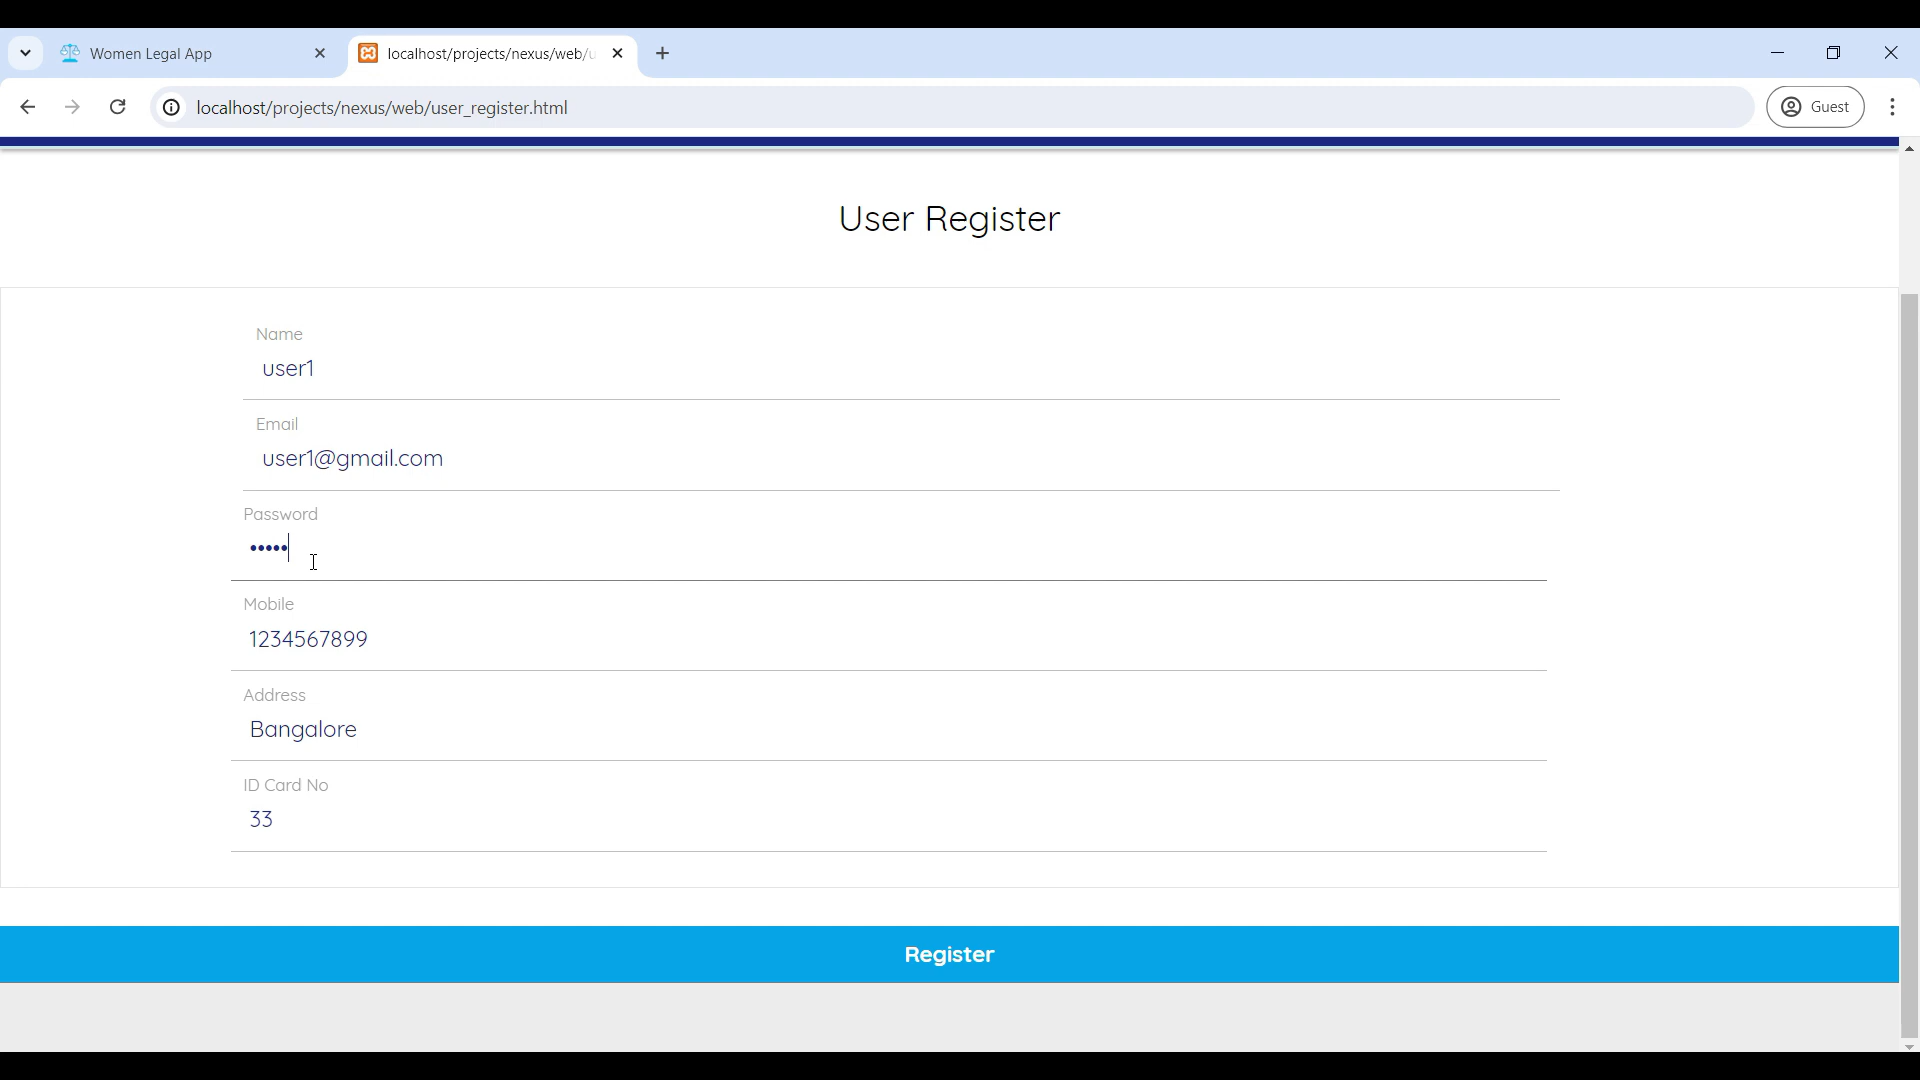 Women Legal App
localhost/projects/nexus/web/u
localhost/projects/nexus/web/user_register.html
Guest
User Register
Name
user1
Email
user1@gmail.com
Password
•••••
Mobile
1234567899
Address
Bangalore
ID Card No
33
Register